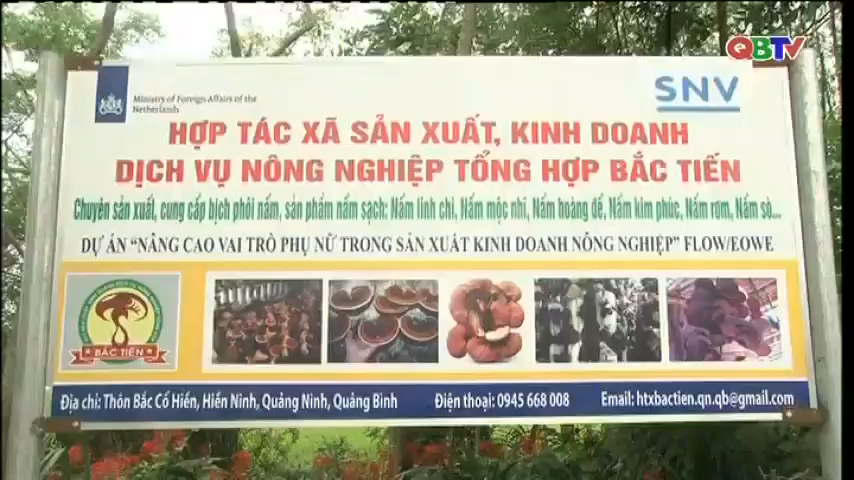 QBTV
Ministry of Foreign Affairs of the
Netherlands
SNV
HỢP TÁC XÃ SẢN XUẤT, KINH DOANH
DỊCH VỤ NÔNG NGHIỆP TỔNG HỢP BẮC TIẾN
Chuyên sản xuất, cung cấp bịch phôi nấm, sản phẩm nấm sạch: Nấm linh chi, Nấm mộc nhĩ, Nấm hoàng đế, Nấm kim phúc, Nấm rơm, Nấm sò...
DỰ ÁN "NÂNG CAO VAI TRÒ PHỤ NỮ TRONG SẢN XUẤT KINH DOANH NÔNG NGHIỆP" FLOW/EOWE
BẮC TIẾN
Địa chỉ: Thôn Bắc Cổ Hiền, Hiền Ninh, Quảng Ninh, Quảng Bình Điện thoại: 0945 668 008 Email: htxbactien.qn.qb@gmail.com